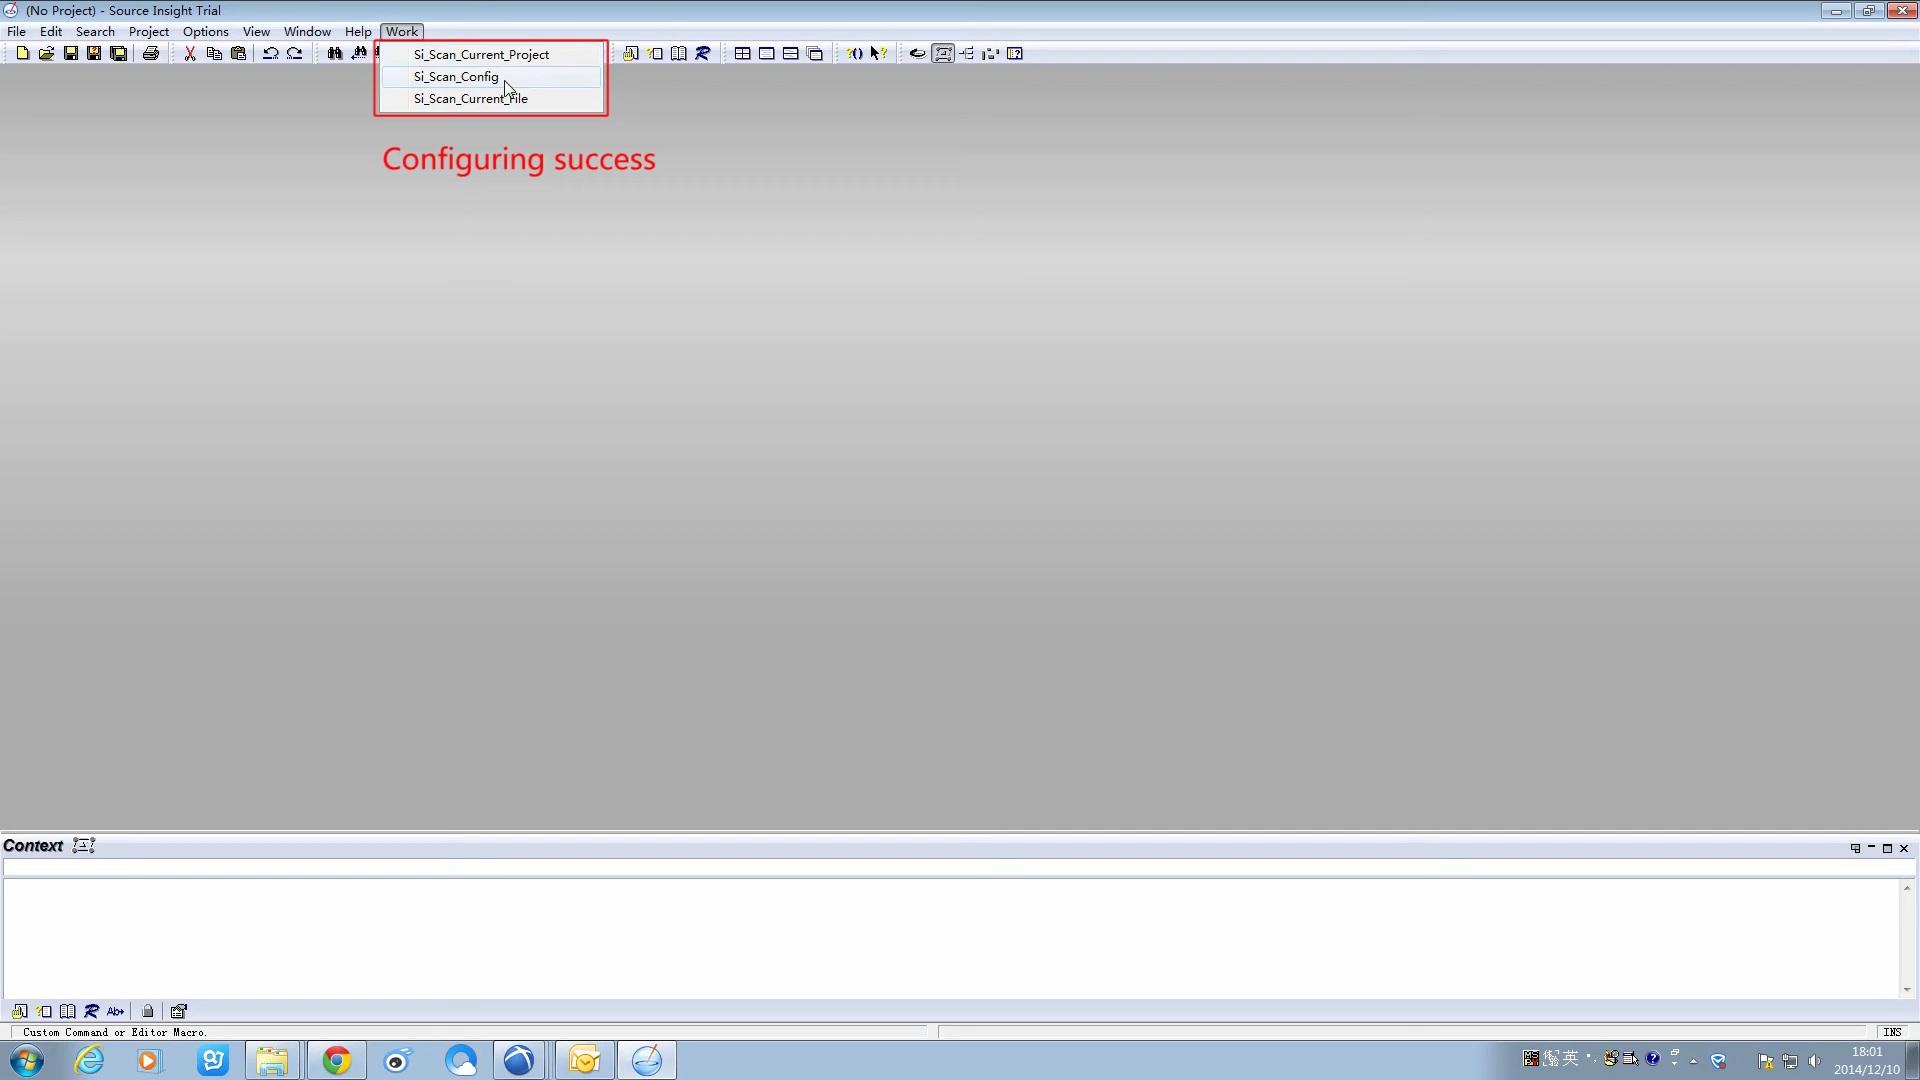 (No Project) - Source Insight Trial
File Edit Search Project Options View Window Help Work
Si_Scan_Current_Project
Si_Scan_Config
Si_Scan_Current_File
Configuring success
Context
Custom Command or Editor Macro.
INS
英
18:01
2014/12/10